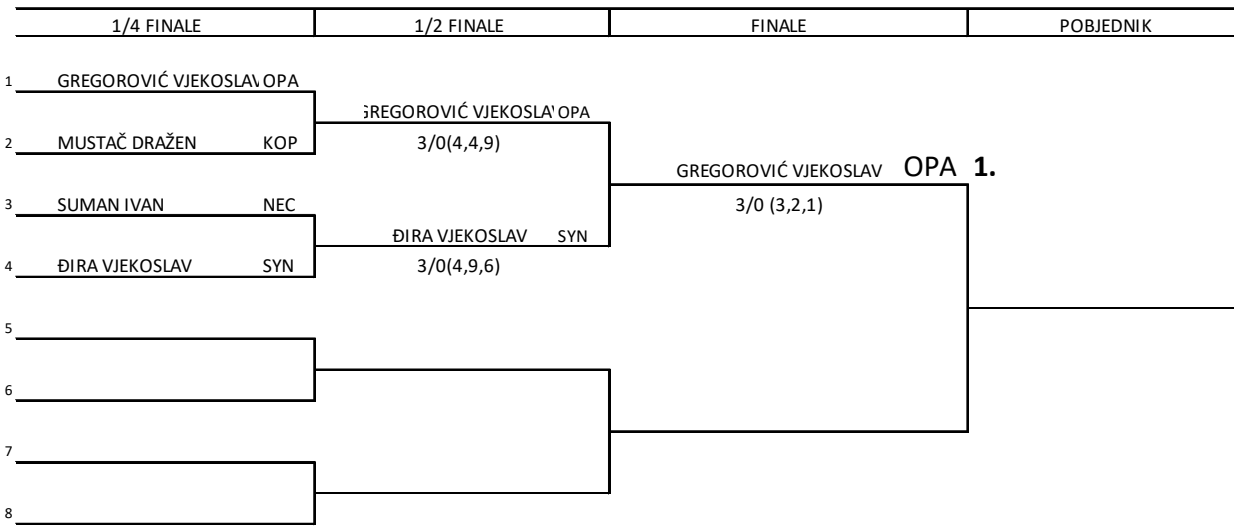 1/4 FINALE 1/2 FINALE FINALE POBJEDNIK
1 GREGOROVIĆ VJEKOSLAV OPA
GREGOROVIĆ VJEKOSLAV OPA
2 MUSTAČ DRAŽEN KOP 3/0(4,4,9)
GREGOROVIĆ VJEKOSLAV OPA 1.
3 SUMAN IVAN NEC 3/0 (3,2,1)
ĐIRA VJEKOSLAV SYN
4 ĐIRA VJEKOSLAV SYN 3/0(4,9,6)
5
6
7
8